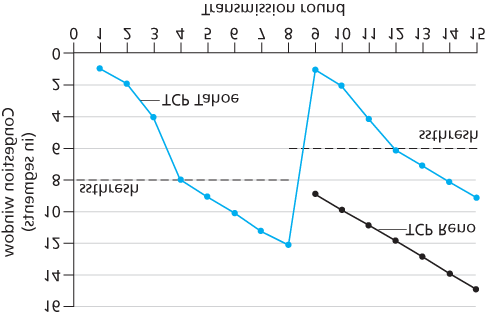 Transmission round
0 1 2 3 4 5 6 7 8 9 10 11 12 13 14 15
0
2
TCP Tahoe
4
ssthresh
6
8
ssthresh
Congestion window
(in segments)
10
TCP Reno
12
14
16